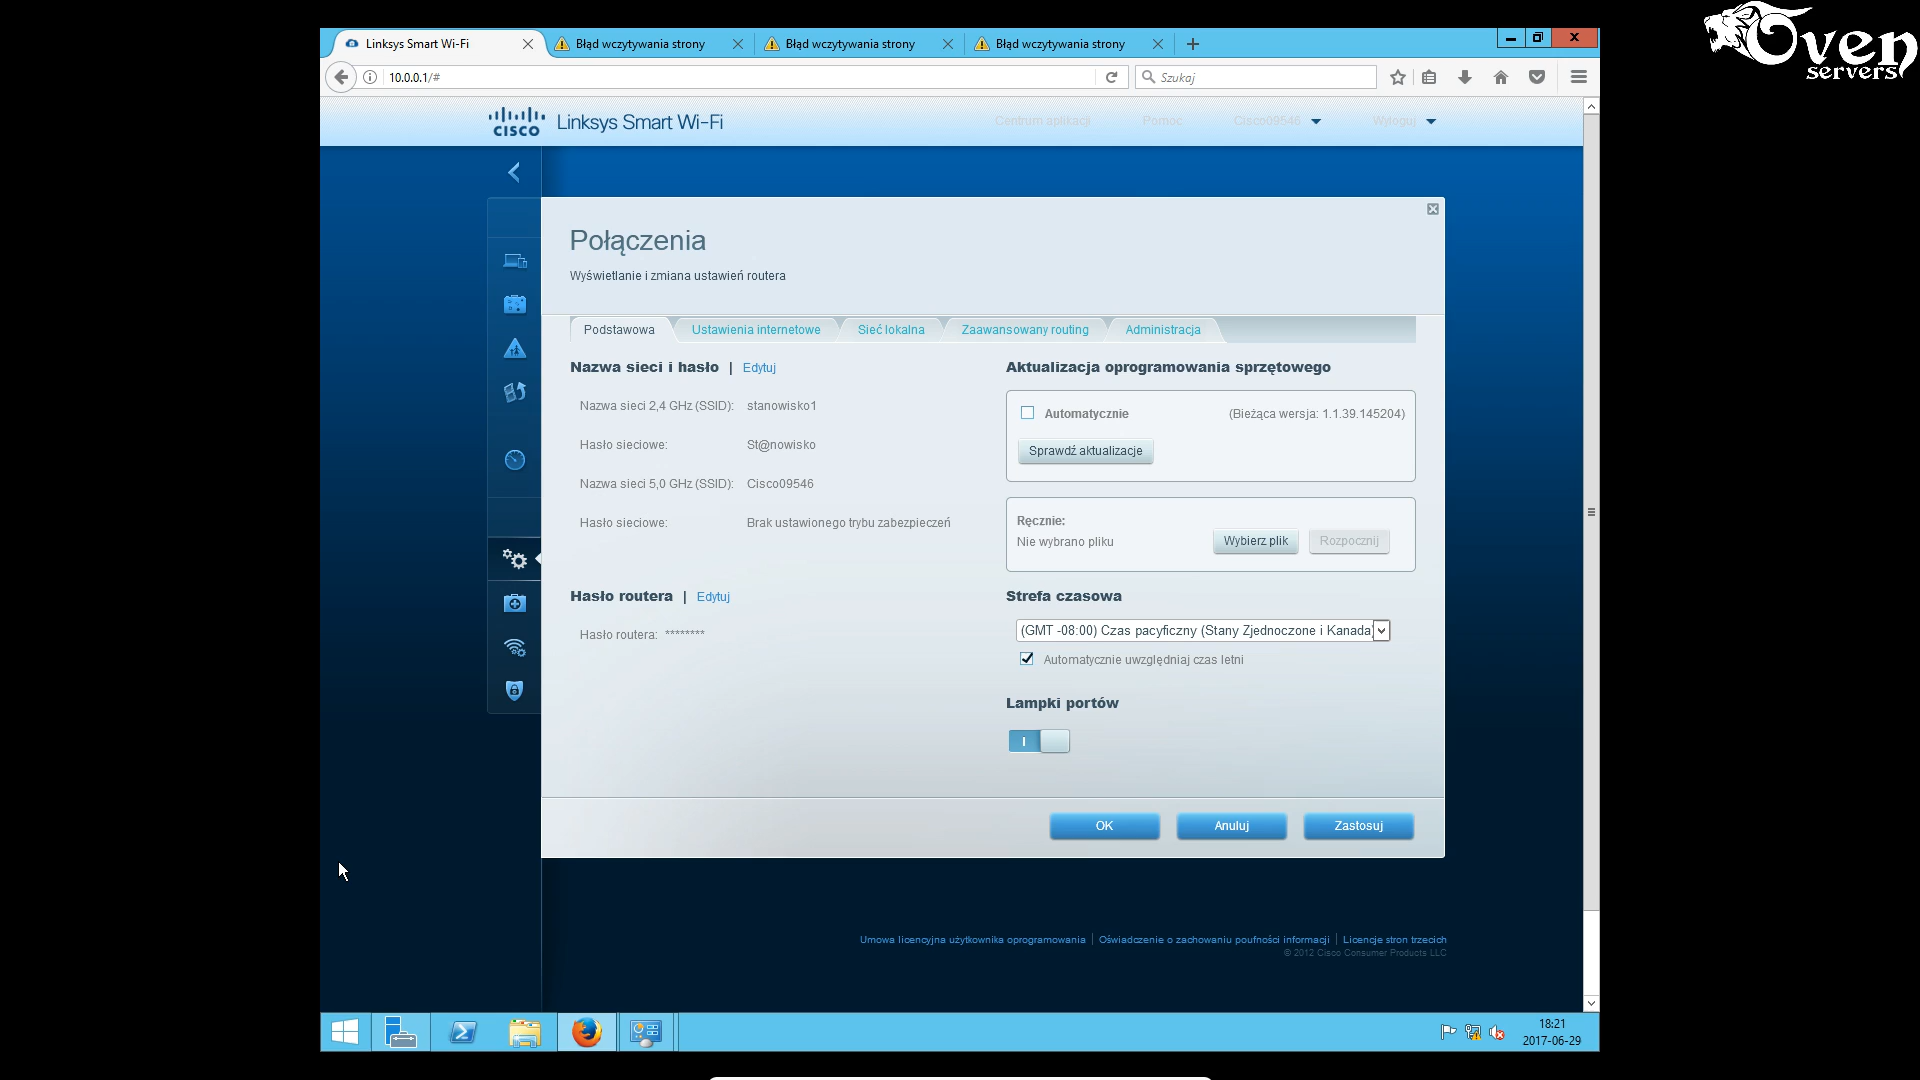 Oven
servers
Linksys Smart Wi-Fi
Błąd wczytywania strony
Błąd wczytywania strony
Błąd wczytywania strony
10.0.0.1/#
Szukaj
CISCO
Linksys Smart Wi-Fi
Centrum aplikacji
Pomoc
Cisco09546
Wyloguj
Połączenia
Wyświetlanie i zmiana ustawień routera
Podstawowa
Ustawienia internetowe
Sieć lokalna
Zaawansowany routing
Administracja
Nazwa sieci i hasło | Edytuj
Nazwa sieci 2,4 GHz (SSID): stanowisko1
Hasło sieciowe: St@nowisko
Nazwa sieci 5,0 GHz (SSID): Cisco09546
Hasło sieciowe: Brak ustawionego trybu zabezpieczeń
Hasło routera | Edytuj
Hasło routera: ********
Aktualizacja oprogramowania sprzętowego
Automatycznie (Bieżąca wersja: 1.1.39.145204)
Sprawdź aktualizacje
Ręcznie:
Nie wybrano pliku
Wybierz plik
Rozpocznij
Strefa czasowa
(GMT -08:00) Czas pacyficzny (Stany Zjednoczone i Kanada
Automatycznie uwzględniaj czas letni
Lampki portów
I
OK
Anuluj
Zastosuj
Umowa licencyjna użytkownika oprogramowania | Oświadczenie o zachowaniu poufności informacji | Licencje stron trzecich
© 2012 Cisco Consumer Products LLC
18:21
2017-06-29